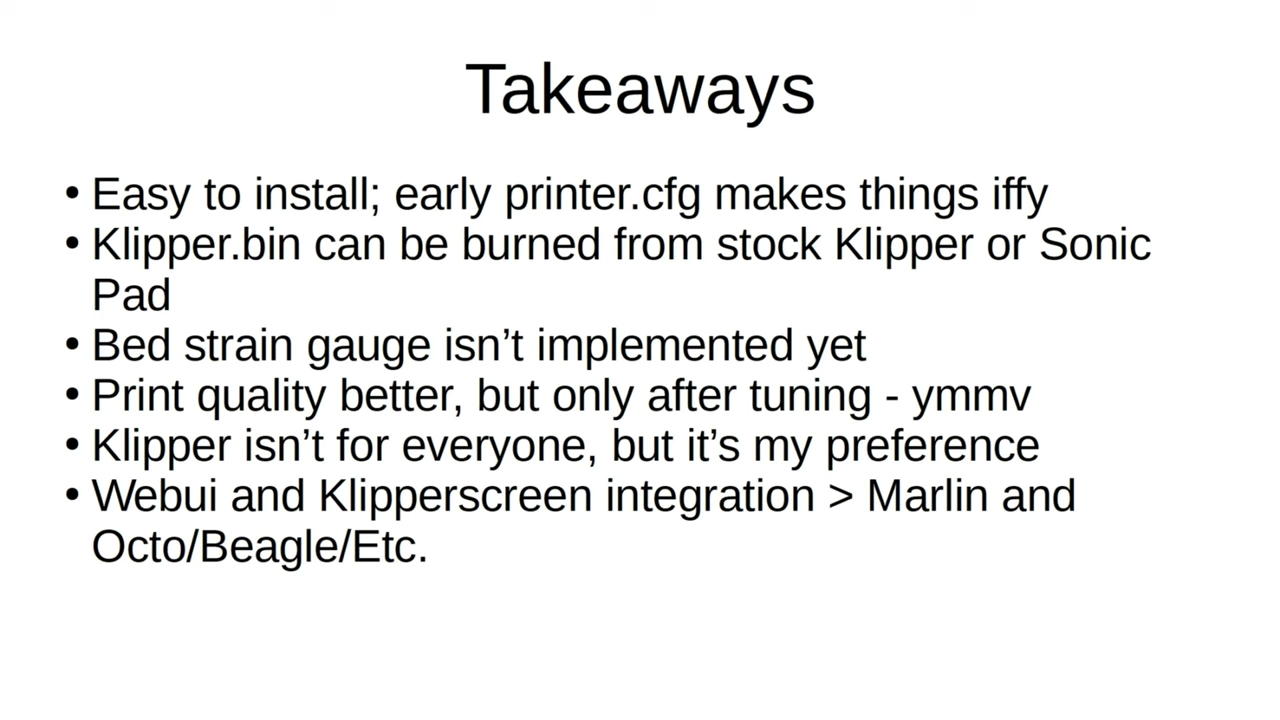 Takeaways
• Easy to install; early printer.cfg makes things iffy
• Klipper.bin can be burned from stock Klipper or Sonic
Pad
• Bed strain gauge isn’t implemented yet
• Print quality better, but only after tuning - ymmv
• Klipper isn’t for everyone, but it’s my preference
• Webui and Klipperscreen integration > Marlin and
Octo/Beagle/Etc.